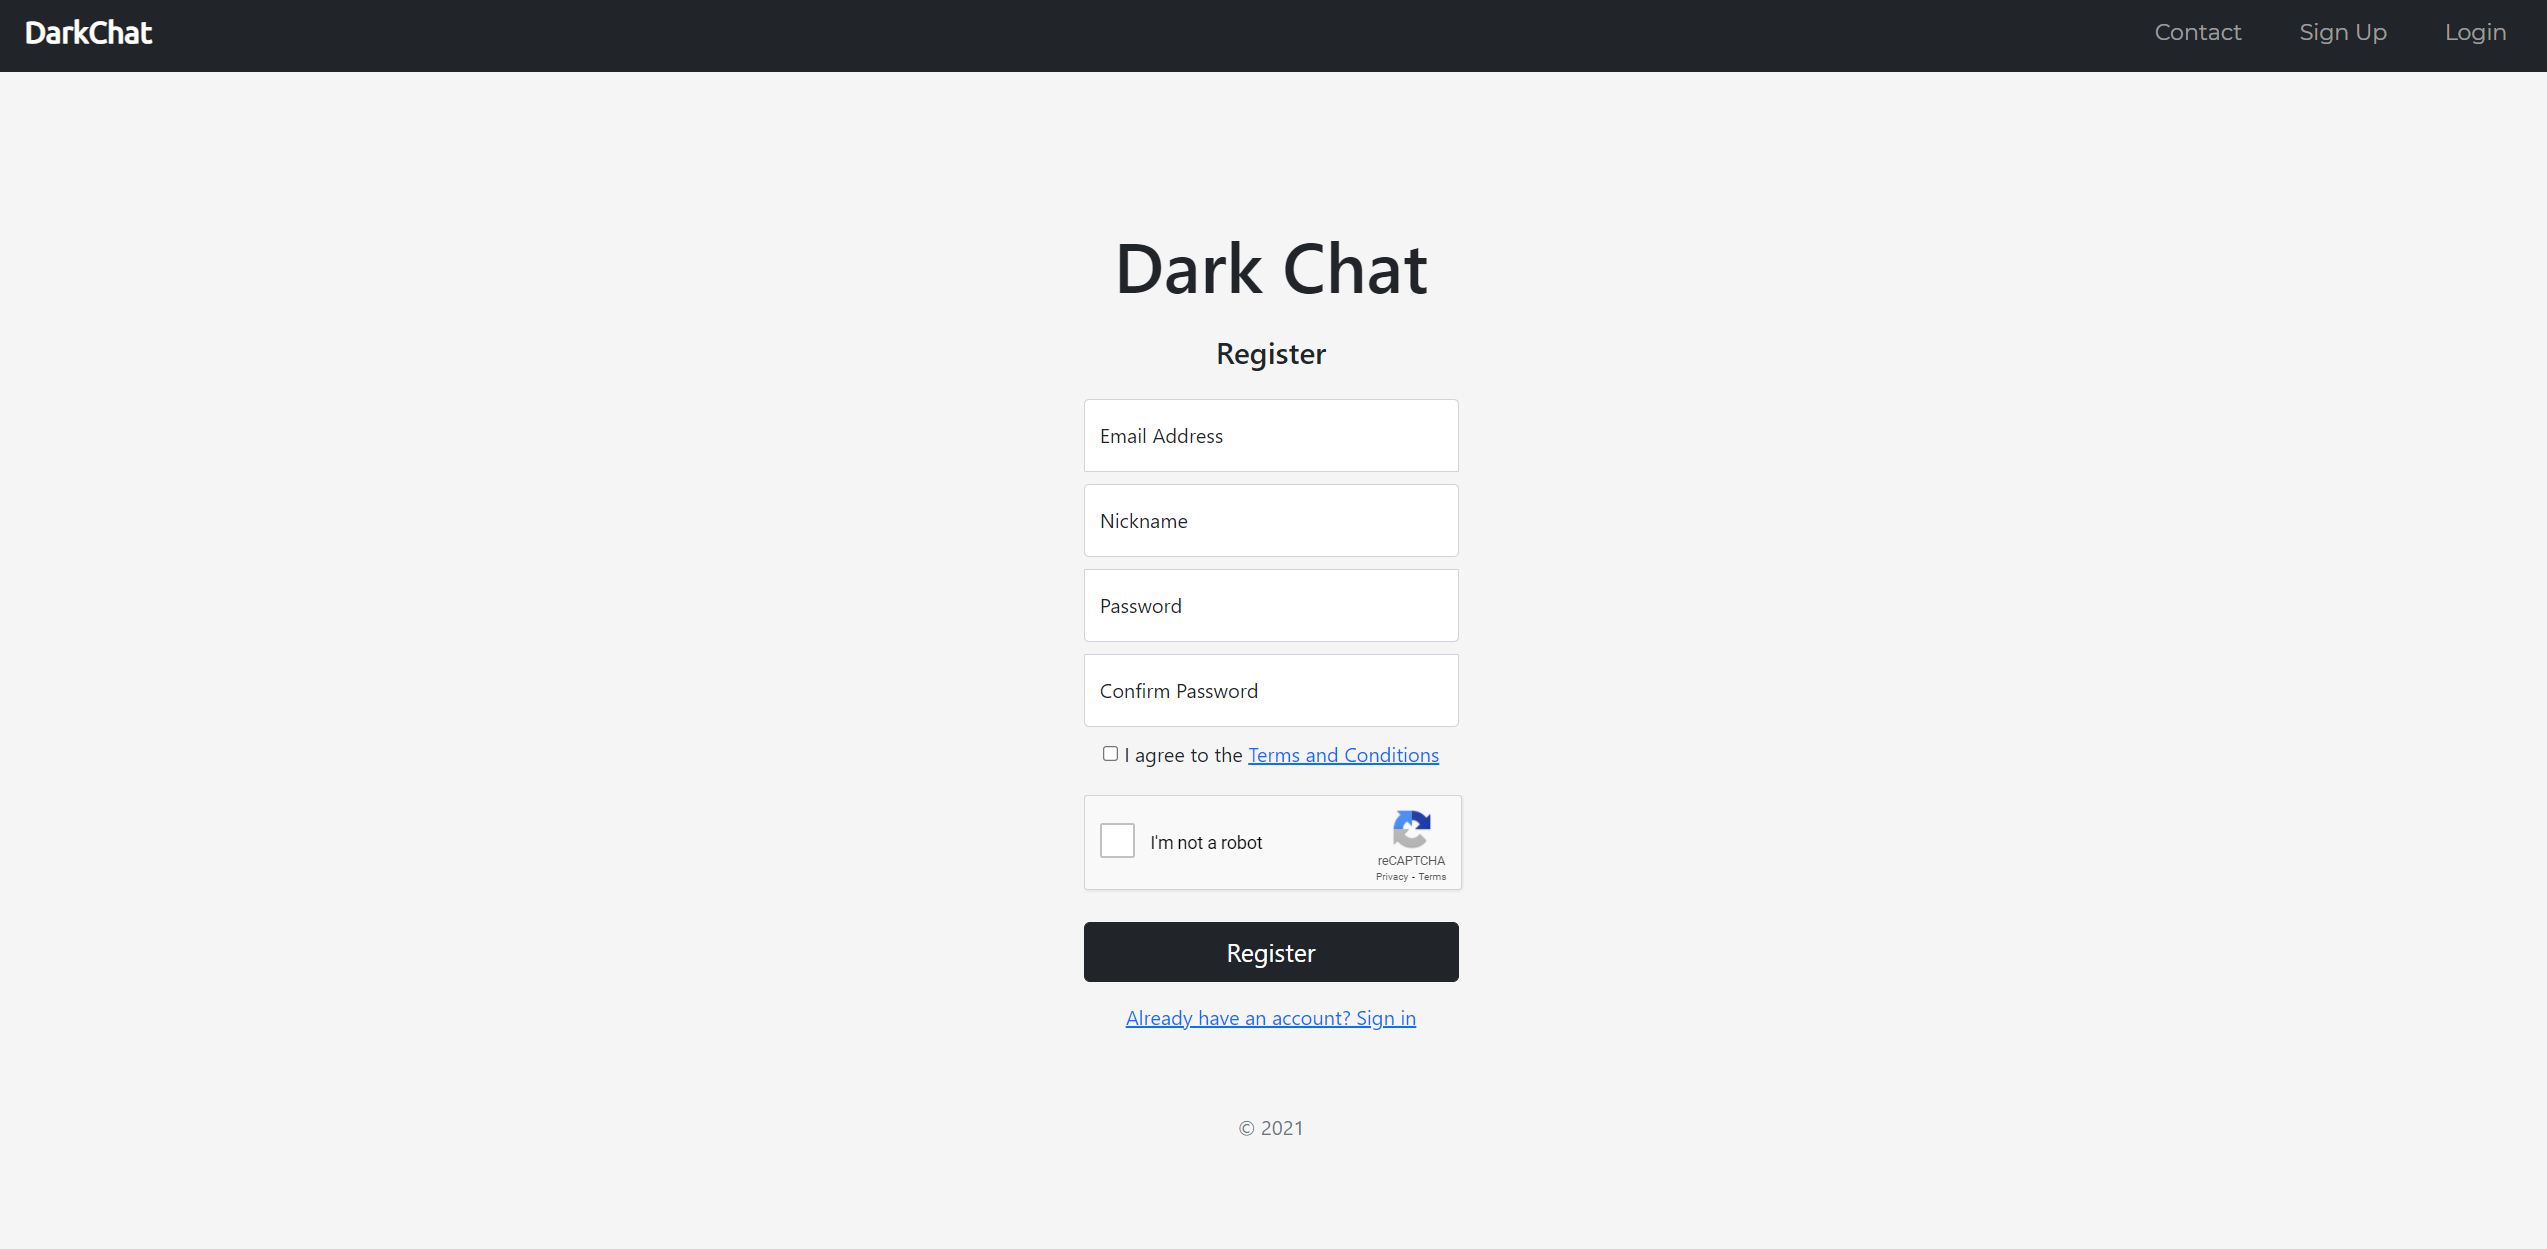 DarkChat
Contact Sign Up Login
Dark Chat
Register
Email Address
Nickname
Password
Confirm Password
I agree to the Terms and Conditions
I'm not a robot
reCAPTCHA
Privacy - Terms
Register
Already have an account? Sign in
© 2021